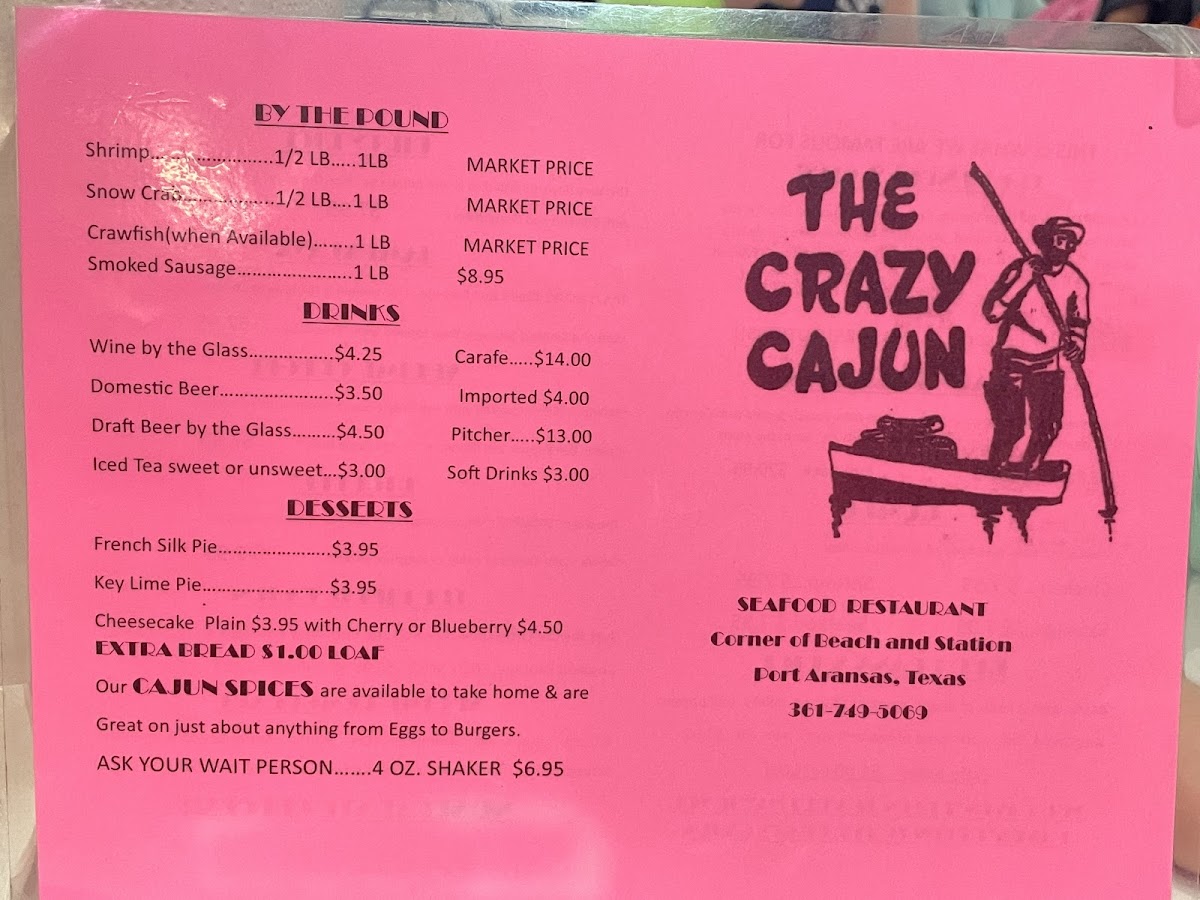 BY THE POUND
Shrimp......................1/2 LB.....1LB MARKET PRICE
Snow Crab................1/2 LB....1 LB MARKET PRICE
Crawfish(when Available)........1 LB MARKET PRICE
Smoked Sausage......................1 LB $8.95
DRINKS
Wine by the Glass.................$4.25 Carafe.....$14.00
Domestic Beer.......................$3.50 Imported $4.00
Draft Beer by the Glass.........$4.50 Pitcher.....$13.00
Iced Tea sweet or unsweet...$3.00 Soft Drinks $3.00
DESSERTS
French Silk Pie.......................$3.95
Key Lime Pie..........................$3.95
Cheesecake Plain $3.95 with Cherry or Blueberry $4.50
EXTRA BREAD $1.00 LOAF
Our CAJUN SPICES are available to take home & are
Great on just about anything from Eggs to Burgers.
ASK YOUR WAIT PERSON.......4 OZ. SHAKER $6.95
THE
CRAZY
CAJUN
SEAFOOD RESTAURANT
Corner of Beach and Station
Port Aransas, Texas
361-749-5069